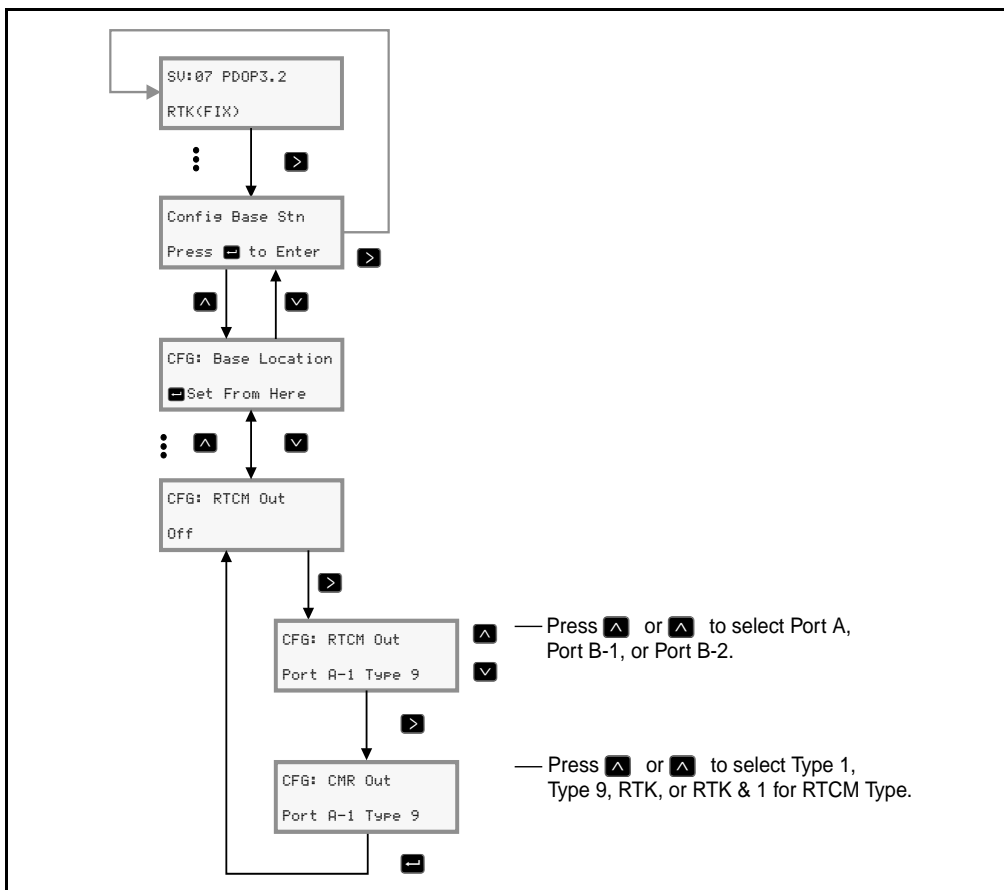 SV:07 PDOP3.2
RTK(FIX)
Config Base Stn
Press to Enter
CFG: Base Location
Set From Here
CFG: RTCM Out
Off
CFG: RTCM Out
Port A-1 Type 9
Press or to select Port A,
Port B-1, or Port B-2.
CFG: CMR Out
Port A-1 Type 9
Press or to select Type 1,
Type 9, RTK, or RTK & 1 for RTCM Type.